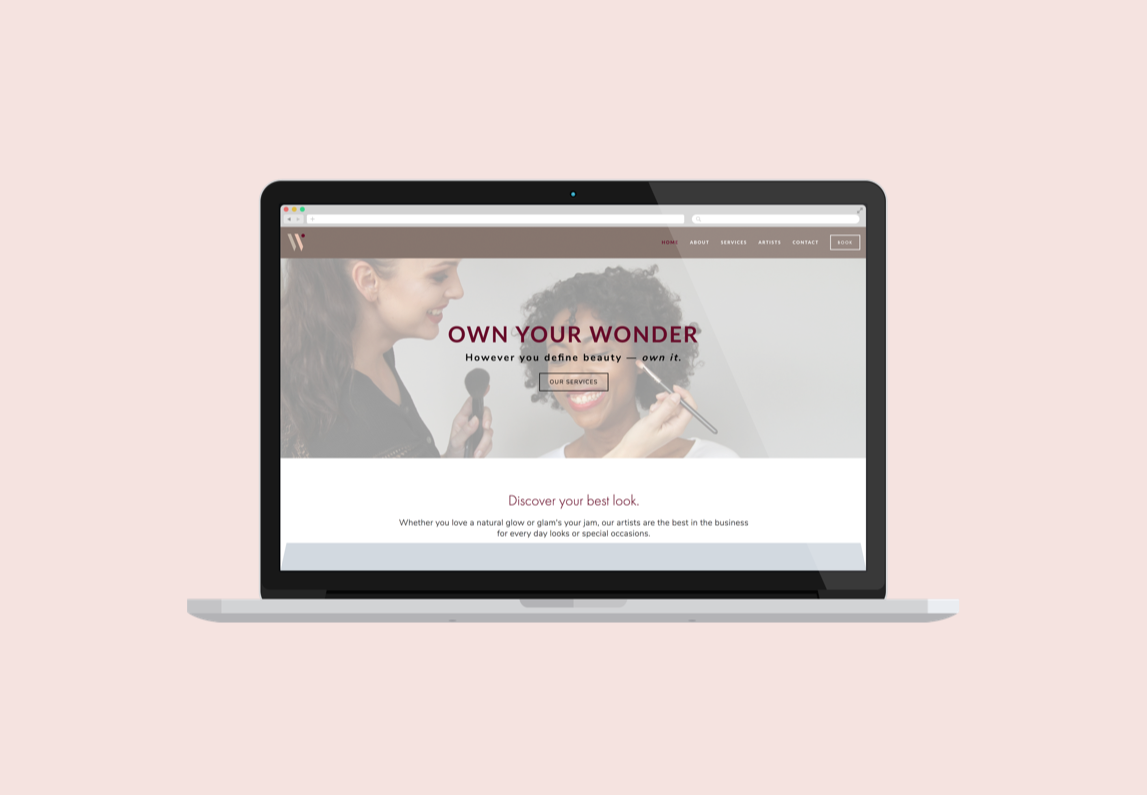 W
HOME ABOUT SERVICES ARTISTS CONTACT BOOK
OWN YOUR WONDER
However you define beauty — own it.
OUR SERVICES
Discover your best look.
Whether you love a natural glow or glam's your jam, our artists are the best in the business
for every day looks or special occasions.